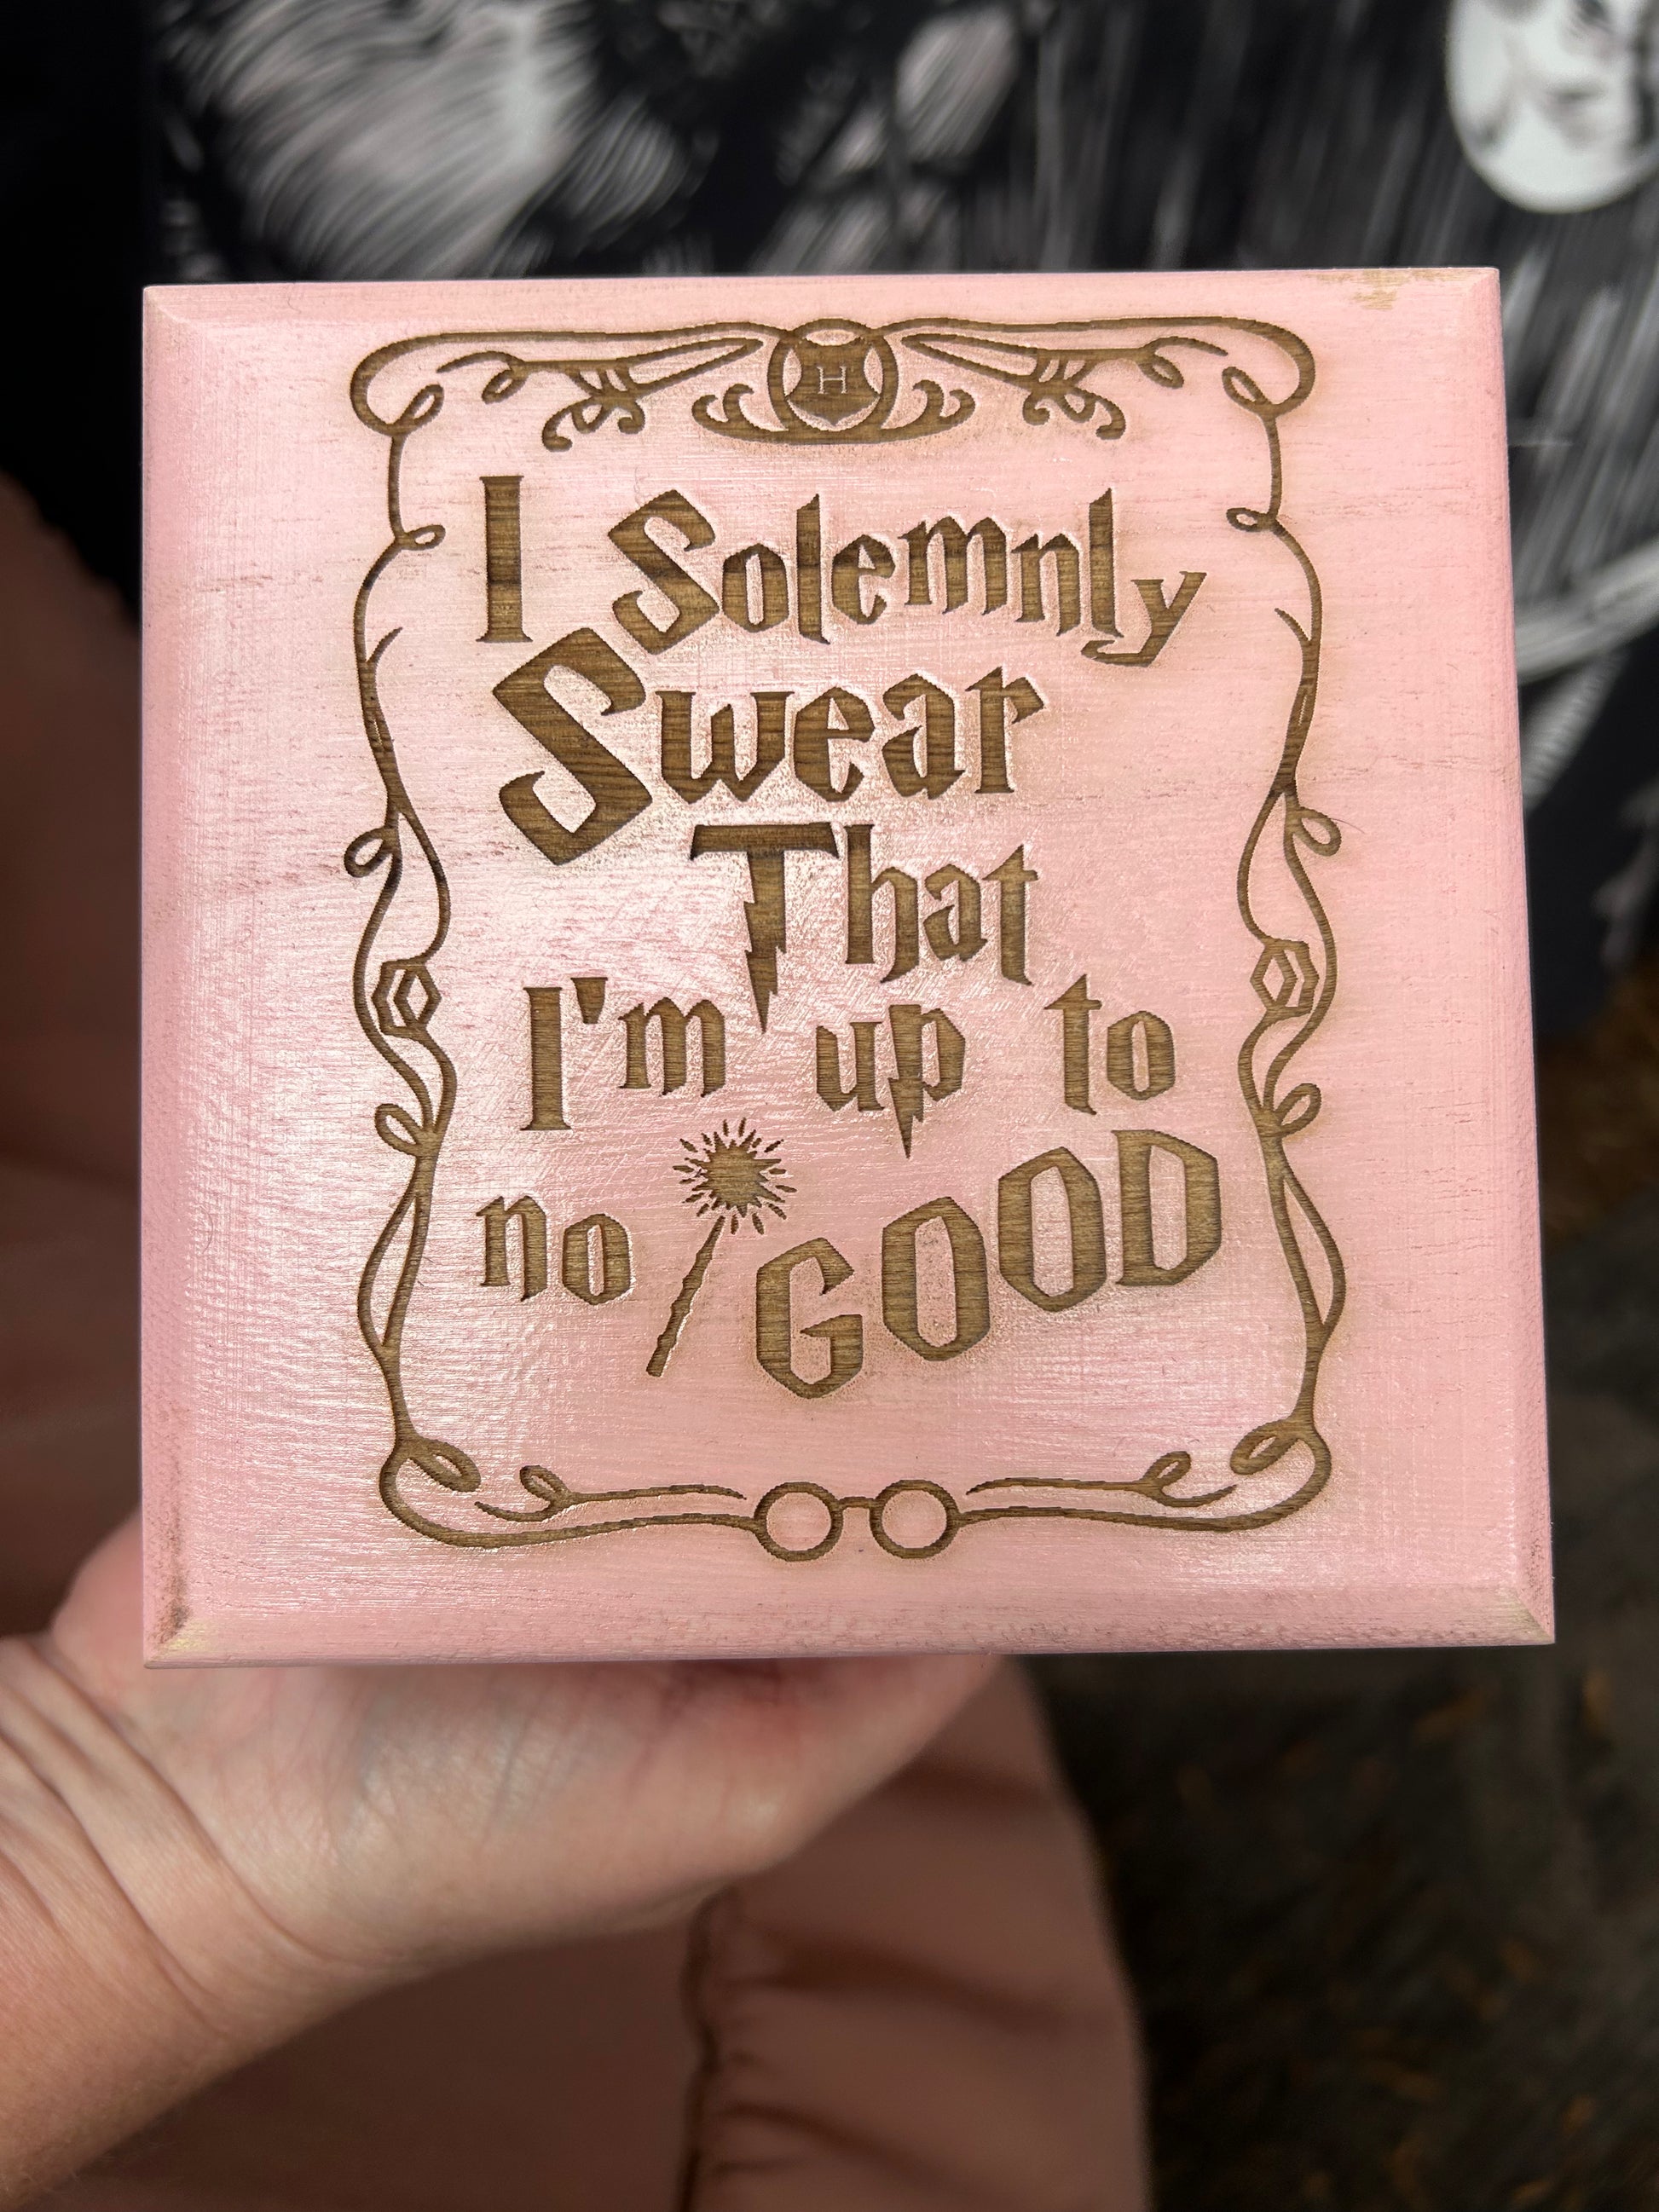 H
I Solemnly
Swear
That
I'm up to
no GOOD